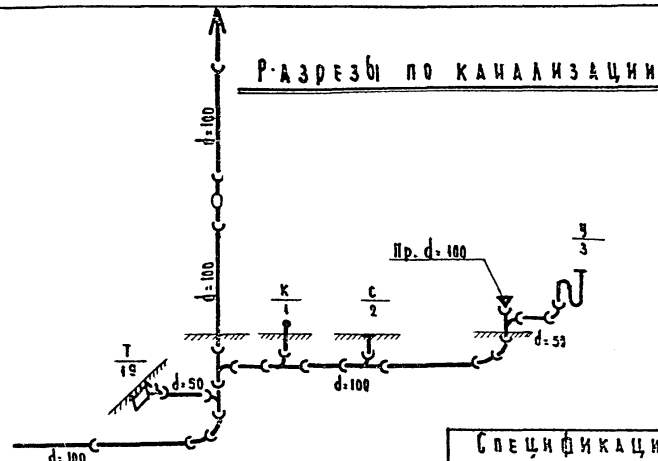 РАЗРЕЗЫ ПО КАНАЛИЗАЦИИ
d=100
d=100
Пр. d=100
У
3
К
1
С
2
d=50
Т
19
d=50
d=100
d=100
СПЕЦИФИКАЦИ